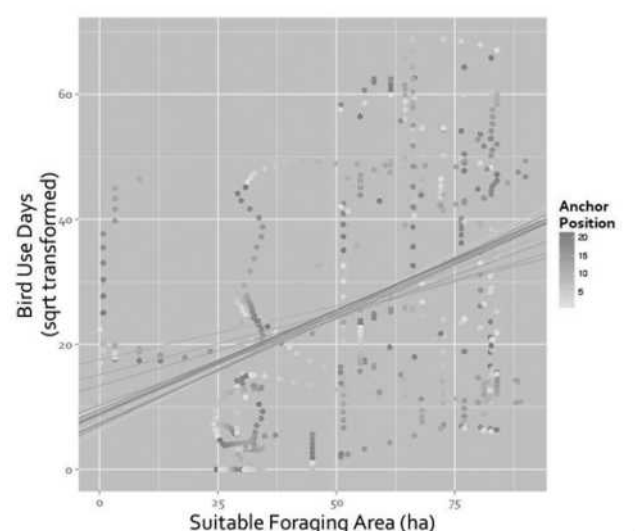 60
40
20
0
Bird Use Days
(sqrt transformed)
0
25
50
75
Suitable Foraging Area (ha)
Anchor
Position
20
15
10
5